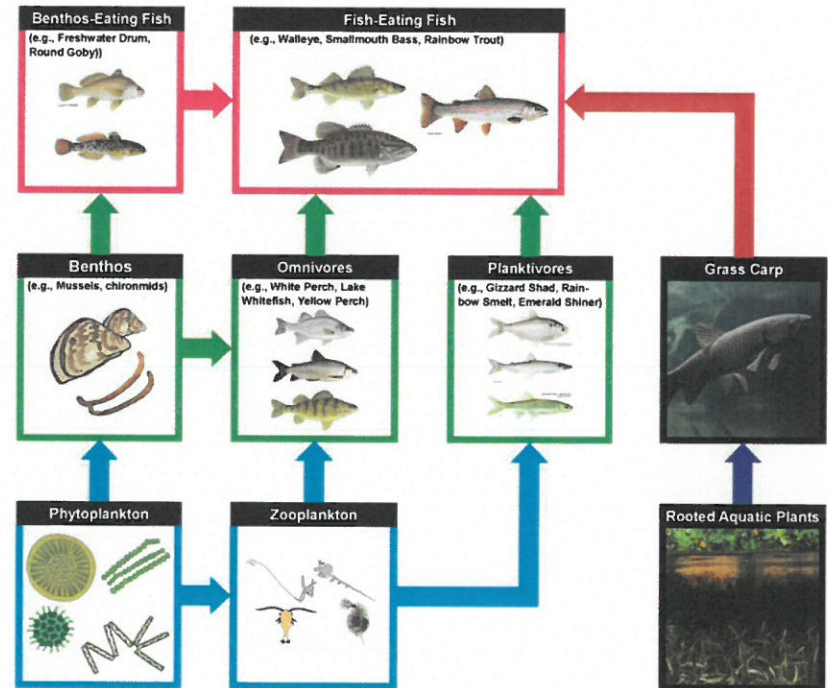 Benthos-Eating Fish
(e.g., Freshwater Drum,
Round Goby))
Fish-Eating Fish
(e.g., Walleye, Smallmouth Bass, Rainbow Trout)
Benthos
(e.g., Mussels, chironmids)
Omnivores
(e.g., White Perch, Lake
Whitefish, Yellow Perch)
Planktivores
(e.g., Gizzard Shad, Rain-
bow Smelt, Emerald Shiner)
Grass Carp
Phytoplankton
Zooplankton
Rooted Aquatic Plants